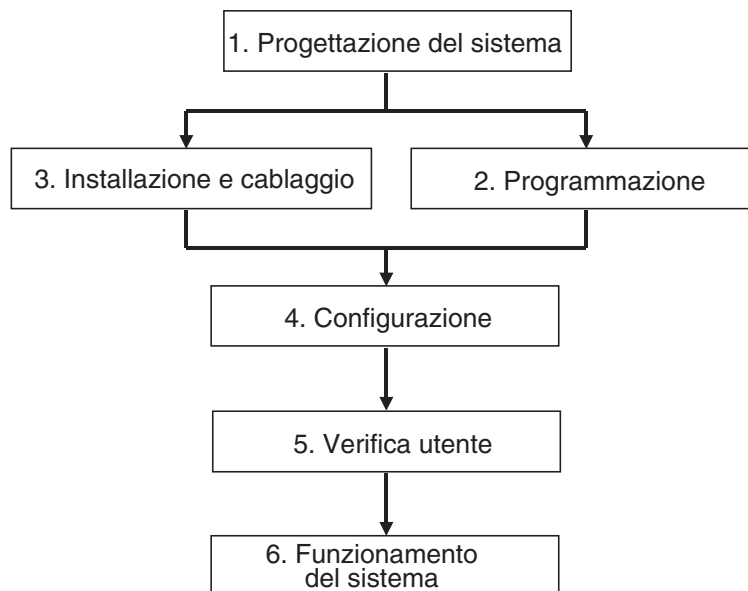 1. Progettazione del sistema
3. Installazione e cablaggio
2. Programmazione
4. Configurazione
5. Verifica utente
6. Funzionamento
del sistema